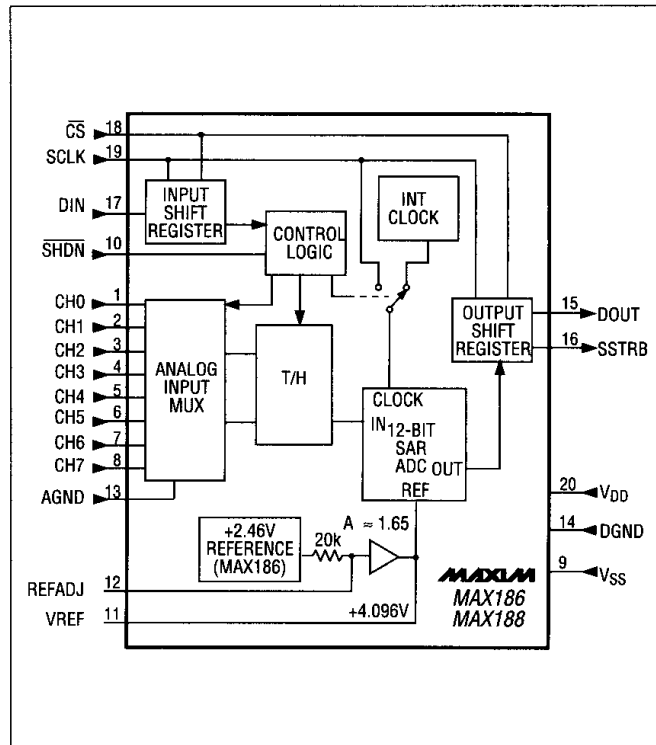 CS 18
SCLK 19
DIN 17
SHDN 10
CH0 1
CH1 2
CH2 3
CH3 4
CH4 5
CH5 6
CH6 7
CH7 8
AGND 13
REFADJ 12
VREF 11
INPUT
SHIFT
REGISTER
CONTROL
LOGIC
INT
CLOCK
ANALOG
INPUT
MUX
T/H
CLOCK
IN 12-BIT
SAR
ADC OUT
REF
OUTPUT
SHIFT
REGISTER
15 DOUT
16 SSTRB
20 VDD
14 DGND
9 VSS
+2.46V
REFERENCE
(MAX186)
20k
A ≈ 1.65
+4.096V
MAXIM
MAX186
MAX188